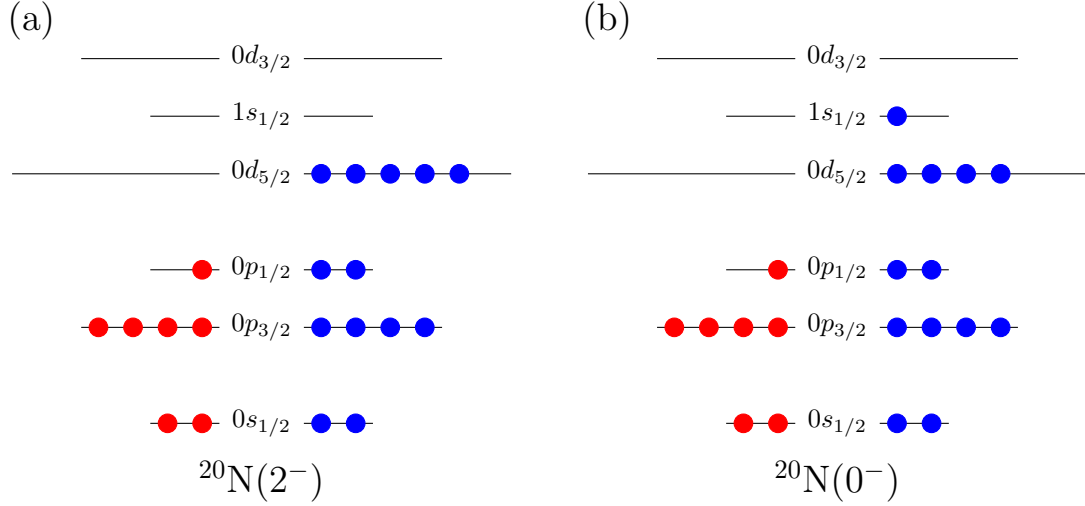 (a)
0d₃/₂
1s₁/₂
0d₅/₂
0p₁/₂
0p₃/₂
0s₁/₂
²⁰N(2⁻)
(b)
0d₃/₂
1s₁/₂
0d₅/₂
0p₁/₂
0p₃/₂
0s₁/₂
²⁰N(0⁻)